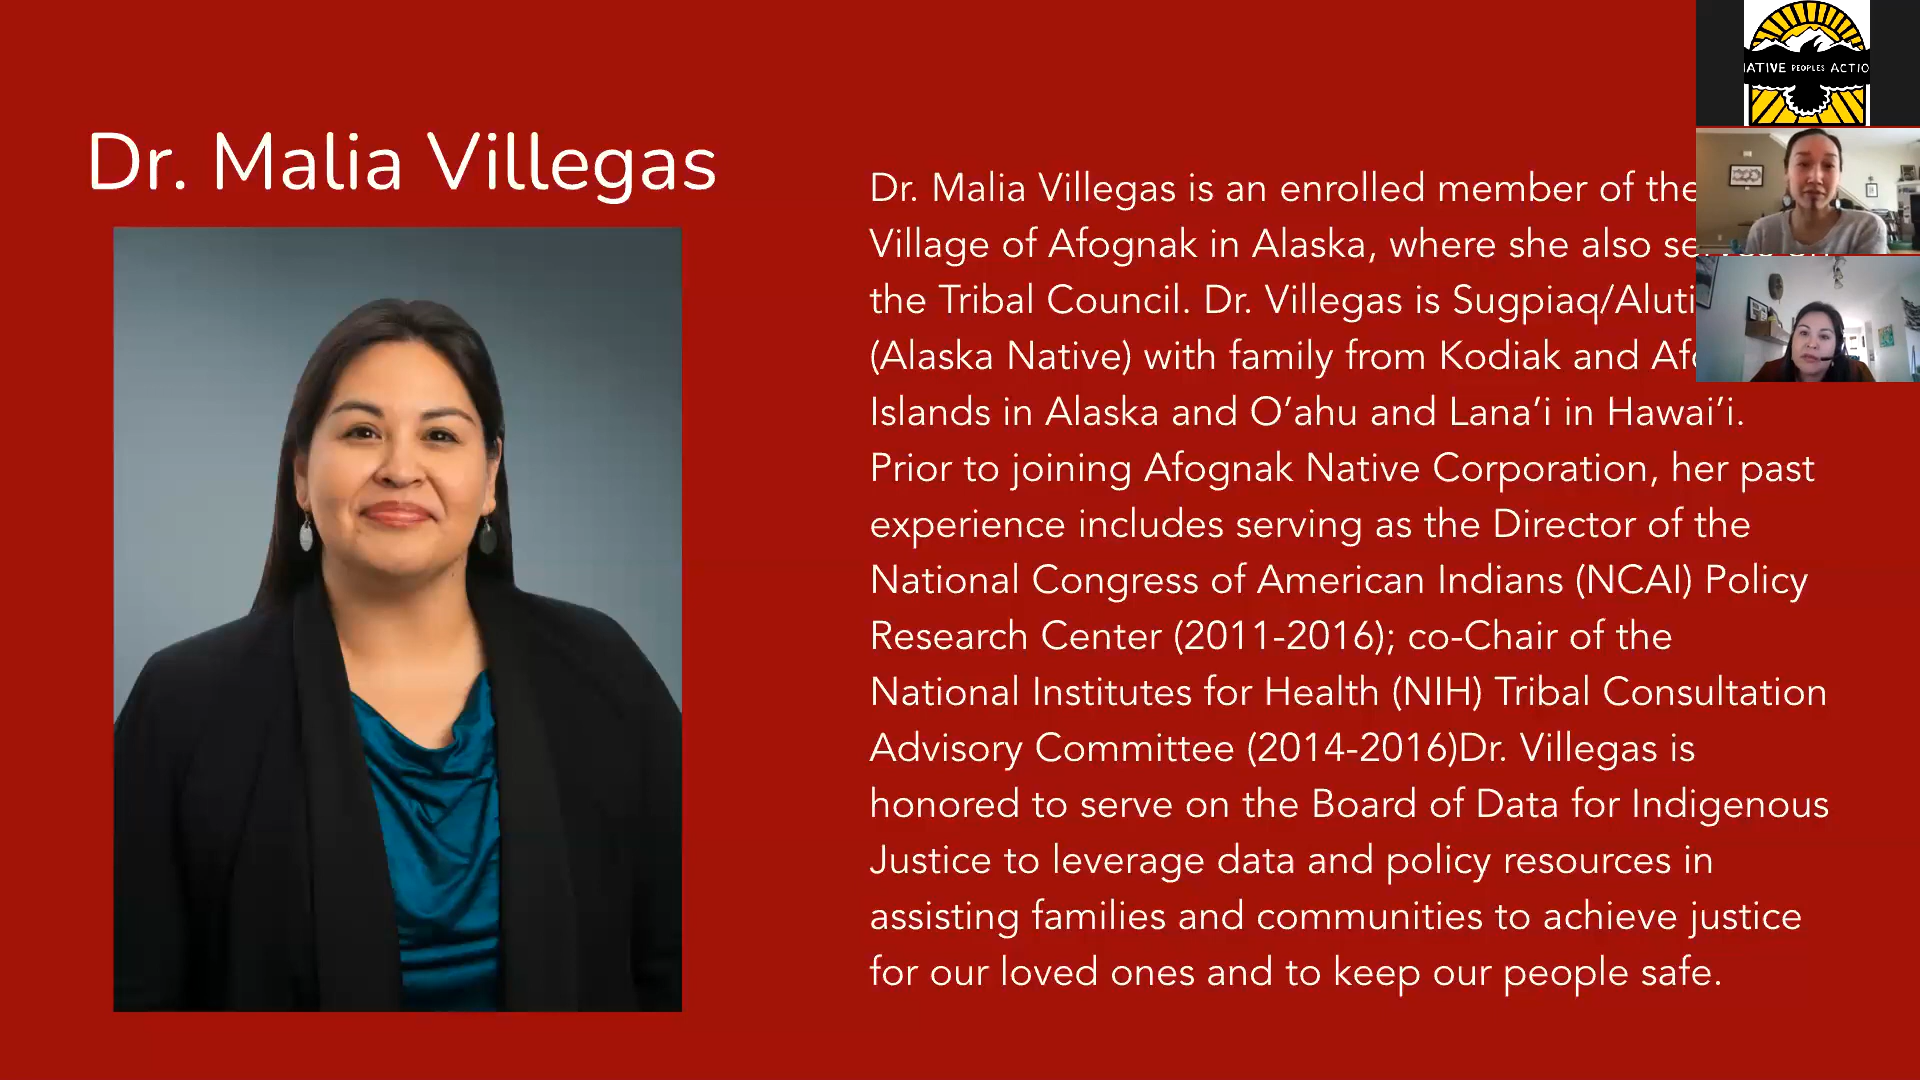 Dr. Malia Villegas
Dr. Malia Villegas is an enrolled member of the
Village of Afognak in Alaska, where she also
the Tribal Council. Dr. Villegas is
(Alaska Native) with family from Kodiak and
Islands in Alaska and O’ahu and Lana’i in Hawai’i.
Prior to joining Afognak Native Corporation, her past
experience includes serving as the Director of the
National Congress of American Indians (NCAI) Policy
Research Center (2011-2016); co-Chair of the
National Institutes for Health (NIH) Tribal Consultation
Advisory Committee (2014-2016)Dr. Villegas is
honored to serve on the Board of Data for Indigenous
Justice to leverage data and policy resources in
assisting families and communities to achieve justice
for our loved ones and to keep our people safe.
PEOPLES